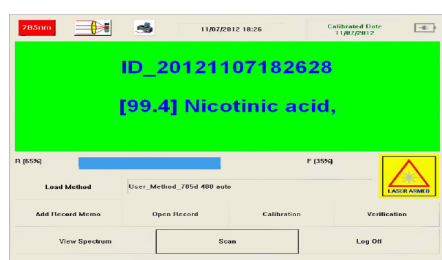 785nm 11/07/2012 18:26 Calibrated Date
11/07/2012
ID_20121107182628
[99.4] Nicotinic acid,
R (65%) F (35%)
LASER ARMED
Load Method User_Method_785d 400 auto
Add Record Memo Open Record Calibration Verification
View Spectrum Scan Log Off